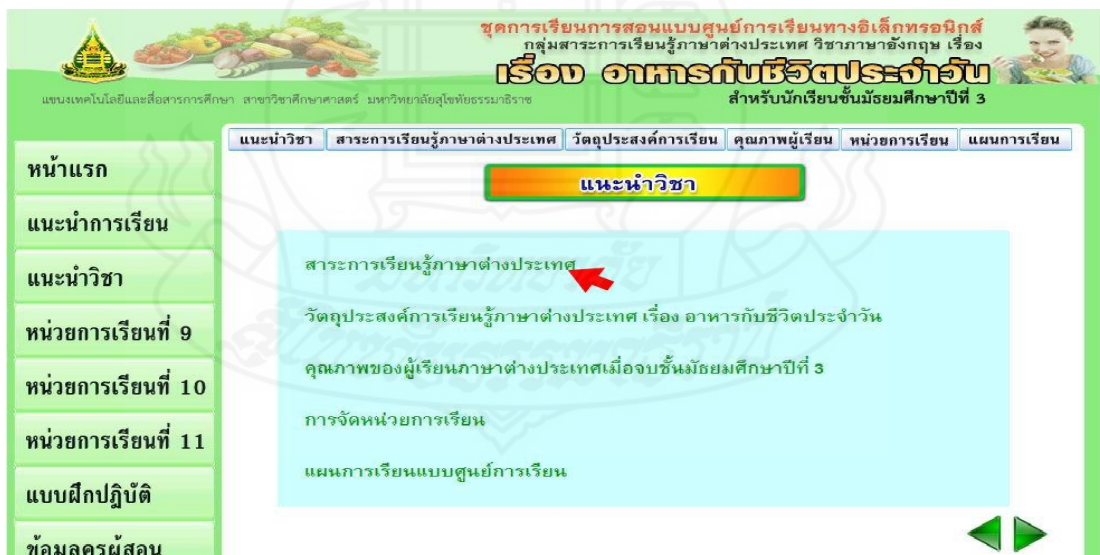 ชุดการเรียนการสอนแบบศูนย์การเรียนทางอิเล็กทรอนิกส์
กลุ่มสาระการเรียนรู้ภาษาต่างประเทศ วิชาภาษาอังกฤษ เรื่อง
เรื่อง อาหารกับชีวิตประจำวัน
แขนงเทคโนโลยีและสื่อสารการศึกษา สาขาวิชาศึกษาศาสตร์ มหาวิทยาลัยสุโขทัยธรรมาธิราช
สำหรับนักเรียนชั้นมัธยมศึกษาปีที่ 3
แนะนำวิชา สาระการเรียนรู้ภาษาต่างประเทศ วัตถุประสงค์การเรียน คุณภาพผู้เรียน หน่วยการเรียน แผนการเรียน
หน้าแรก
แนะนำการเรียน
แนะนำวิชา
หน่วยการเรียนที่ 9
หน่วยการเรียนที่ 10
หน่วยการเรียนที่ 11
แบบฝึกปฏิบัติ
ข้อมูลครูผู้สอน
แนะนำวิชา
สาระการเรียนรู้ภาษาต่างประเทศ
วัตถุประสงค์การเรียนรู้ภาษาต่างประเทศ เรื่อง อาหารกับชีวิตประจำวัน
คุณภาพของผู้เรียนภาษาต่างประเทศเมื่อจบชั้นมัธยมศึกษาปีที่ 3
การจัดหน่วยการเรียน
แผนการเรียนแบบศูนย์การเรียน